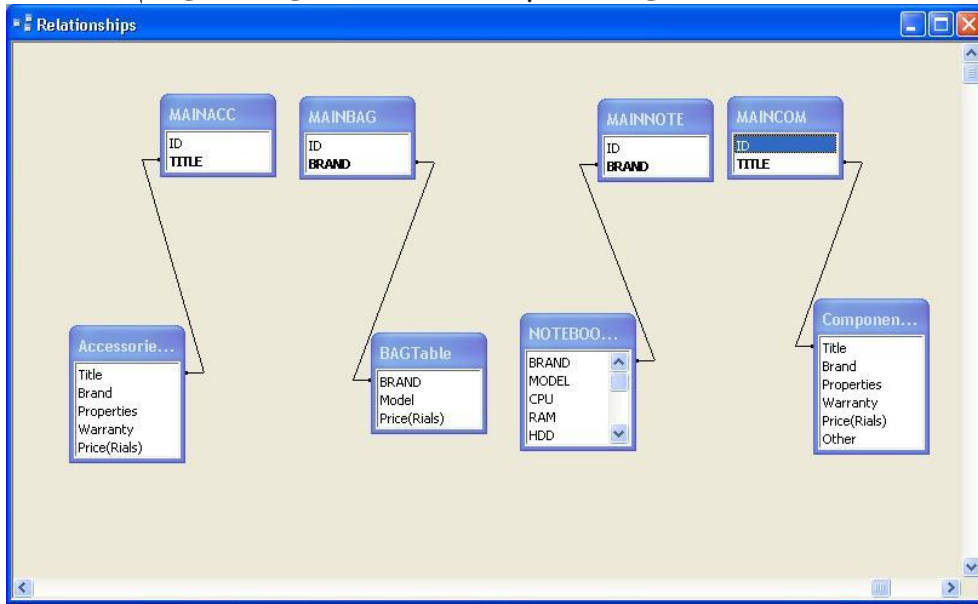 Relationships
MAINACC
ID
TITLE
MAINBAG
ID
BRAND
MAINNOTE
ID
BRAND
MAINCOM
ID
TITLE
Accessorie...
Title
Brand
Properties
Warranty
Price(Rials)
BAGTable
BRAND
Model
Price(Rials)
NOTEBOO...
BRAND
MODEL
CPU
RAM
HDD
Componen...
Title
Brand
Properties
Warranty
Price(Rials)
Other